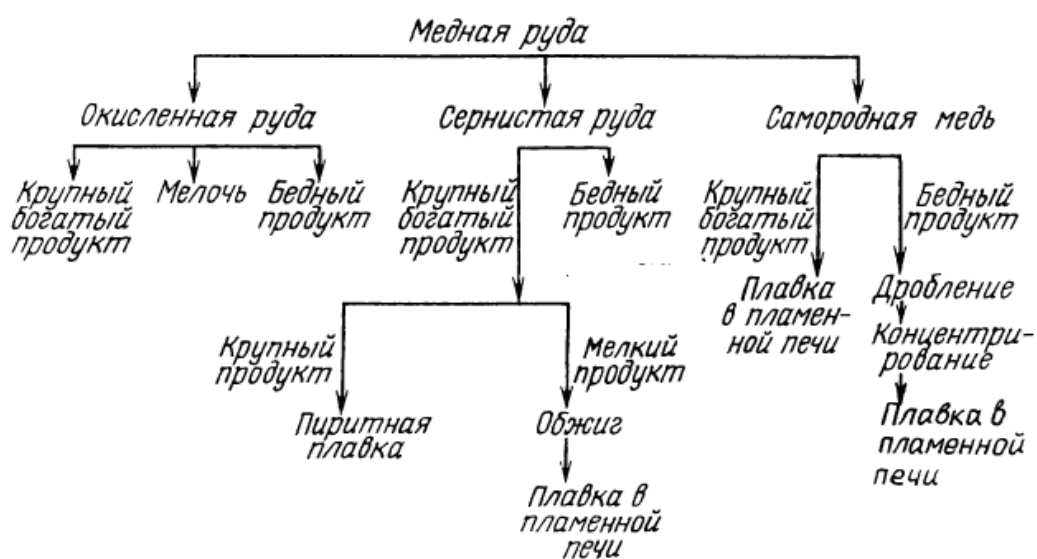 Медная руда
Окисленная руда
Сернистая руда
Самородная медь
Крупный
богатый
продукт
Мелочь
Бедный
продукт
Крупный
богатый
продукт
Бедный
продукт
Крупный
богатый
продукт
Бедный
продукт
Плавка
в пламен-
ной печи
Дробление
Концентри-
рование
Плавка в
пламенной
печи
Крупный
продукт
Мелкий
продукт
Пиритная
плавка
Обжиг
Плавка в
пламенной
печи